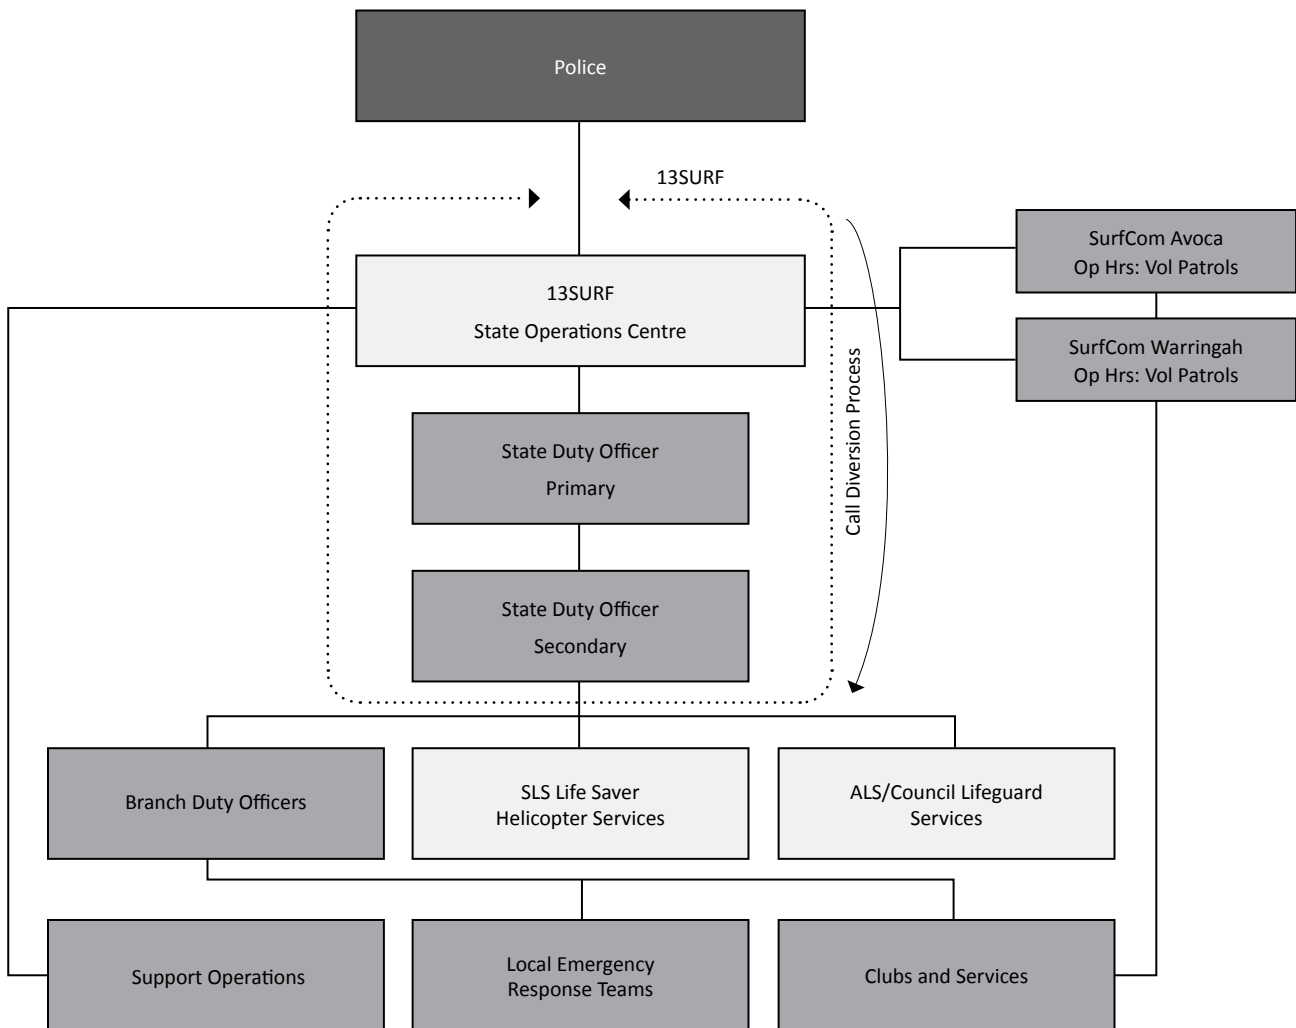 Police
13SURF
SurfCom Avoca
Op Hrs: Vol Patrols
13SURF
State Operations Centre
SurfCom Warringah
Op Hrs: Vol Patrols
Call Diversion Process
State Duty Officer
Primary
State Duty Officer
Secondary
Branch Duty Officers
SLS Life Saver
Helicopter Services
ALS/Council Lifeguard
Services
Support Operations
Local Emergency
Response Teams
Clubs and Services